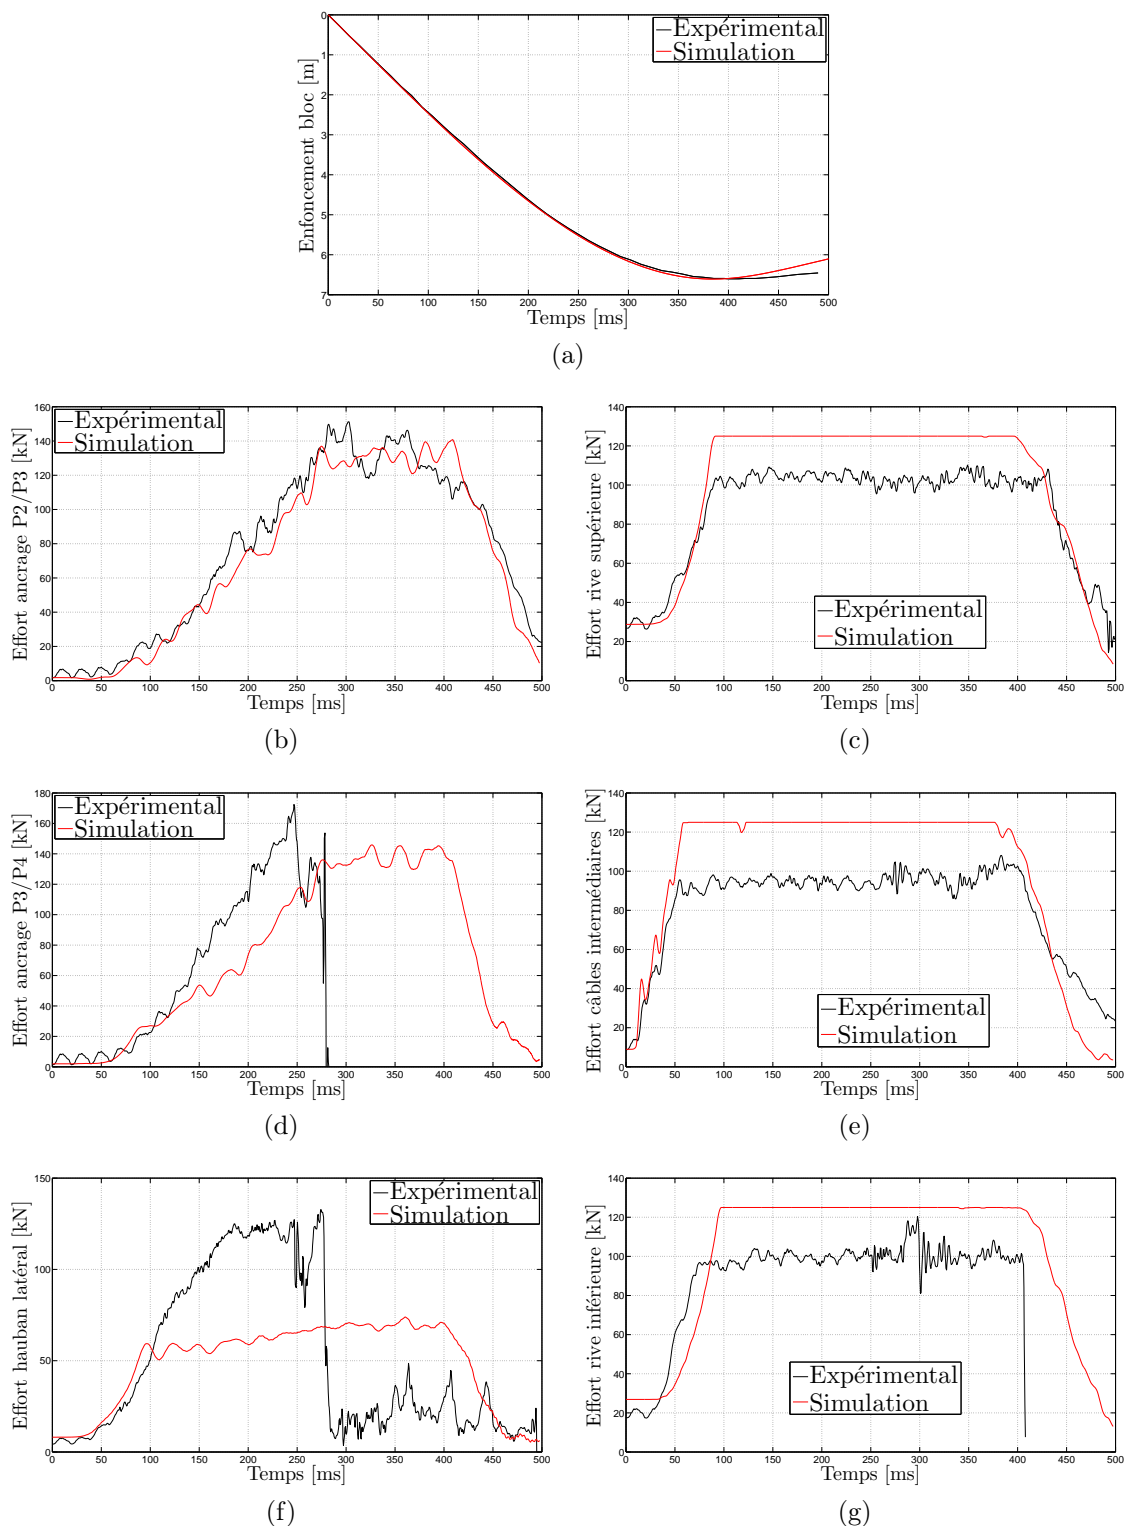 Expérimental
Simulation
0
1
2
3
4
5
6
7
Enfoncement bloc [m]
0 50 100 150 200 250 300 350 400 450 500
Temps [ms]
(a)
Expérimental
Simulation
160
140
120
100
80
60
40
20
0
Effort ancrage P2/P3 [kN]
0 50 100 150 200 250 300 350 400 450 500
Temps [ms]
(b)
140
120
100
80
60
40
20
0
Effort rive supérieure [kN]
Expérimental
Simulation
0 50 100 150 200 250 300 350 400 450 500
Temps [ms]
(c)
Expérimental
Simulation
180
160
140
120
100
80
60
40
20
0
Effort ancrage P3/P4 [kN]
0 50 100 150 200 250 300 350 400 450 500
Temps [ms]
(d)
140
120
100
80
60
40
20
0
Effort câbles intermédiaires [kN]
Expérimental
Simulation
0 50 100 150 200 250 300 350 400 450 500
Temps [ms]
(e)
Expérimental
Simulation
150
100
50
0
Effort hauban latéral [kN]
0 50 100 150 200 250 300 350 400 450 500
Temps [ms]
(f)
140
120
100
80
60
40
20
0
Effort rive inférieure [kN]
Expérimental
Simulation
0 50 100 150 200 250 300 350 400 450 500
Temps [ms]
(g)